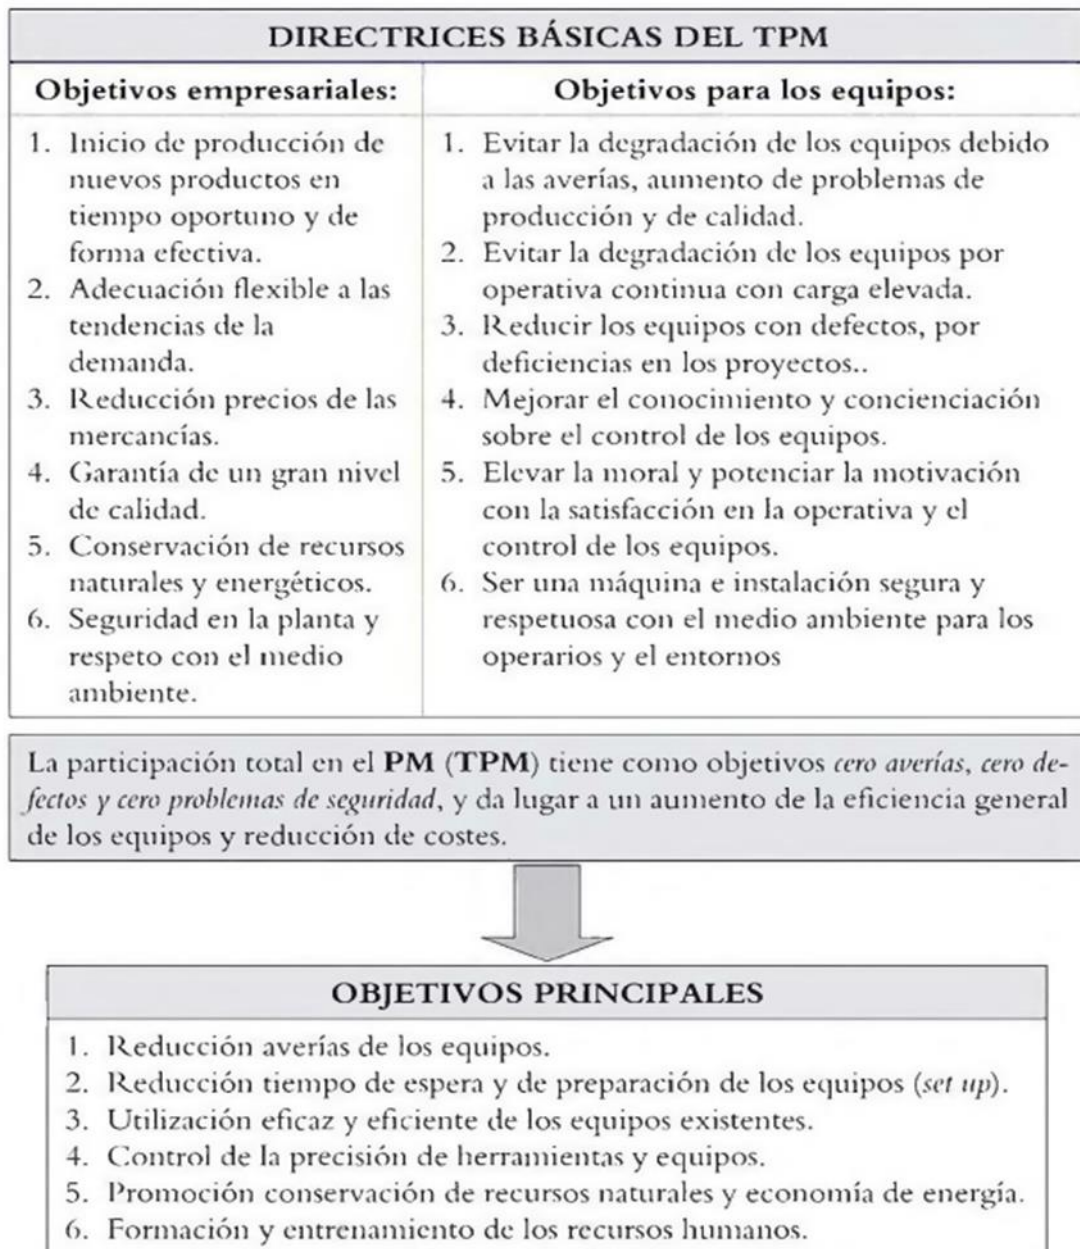 DIRECTRICES BÁSICAS DEL TPM
Objetivos empresariales:
1. Inicio de producción de
nuevos productos en
tiempo oportuno y de
forma efectiva.
2. Adecuación flexible a las
tendencias de la
demanda.
3. Reducción precios de las
mercancías.
4. Garantía de un gran nivel
de calidad.
5. Conservación de recursos
naturales y energéticos.
6. Seguridad en la planta y
respeto con el medio
ambiente.
Objetivos para los equipos:
1. Evitar la degradación de los equipos debido
a las averías, aumento de problemas de
producción y de calidad.
2. Evitar la degradación de los equipos por
operativa continua con carga elevada.
3. Reducir los equipos con defectos, por
deficiencias en los proyectos..
4. Mejorar el conocimiento y concienciación
sobre el control de los equipos.
5. Elevar la moral y potenciar la motivación
con la satisfacción en la operativa y el
control de los equipos.
6. Ser una máquina e instalación segura y
respetuosa con el medio ambiente para los
operarios y el entornos
La participación total en el PM (TPM) tiene como objetivos cero averías, cero de-
fectos y cero problemas de seguridad, y da lugar a un aumento de la eficiencia general
de los equipos y reducción de costes.
OBJETIVOS PRINCIPALES
1. Reducción averías de los equipos.
2. Reducción tiempo de espera y de preparación de los equipos (set up).
3. Utilización eficaz y eficiente de los equipos existentes.
4. Control de la precisión de herramientas y equipos.
5. Promoción conservación de recursos naturales y economía de energía.
6. Formación y entrenamiento de los recursos humanos.